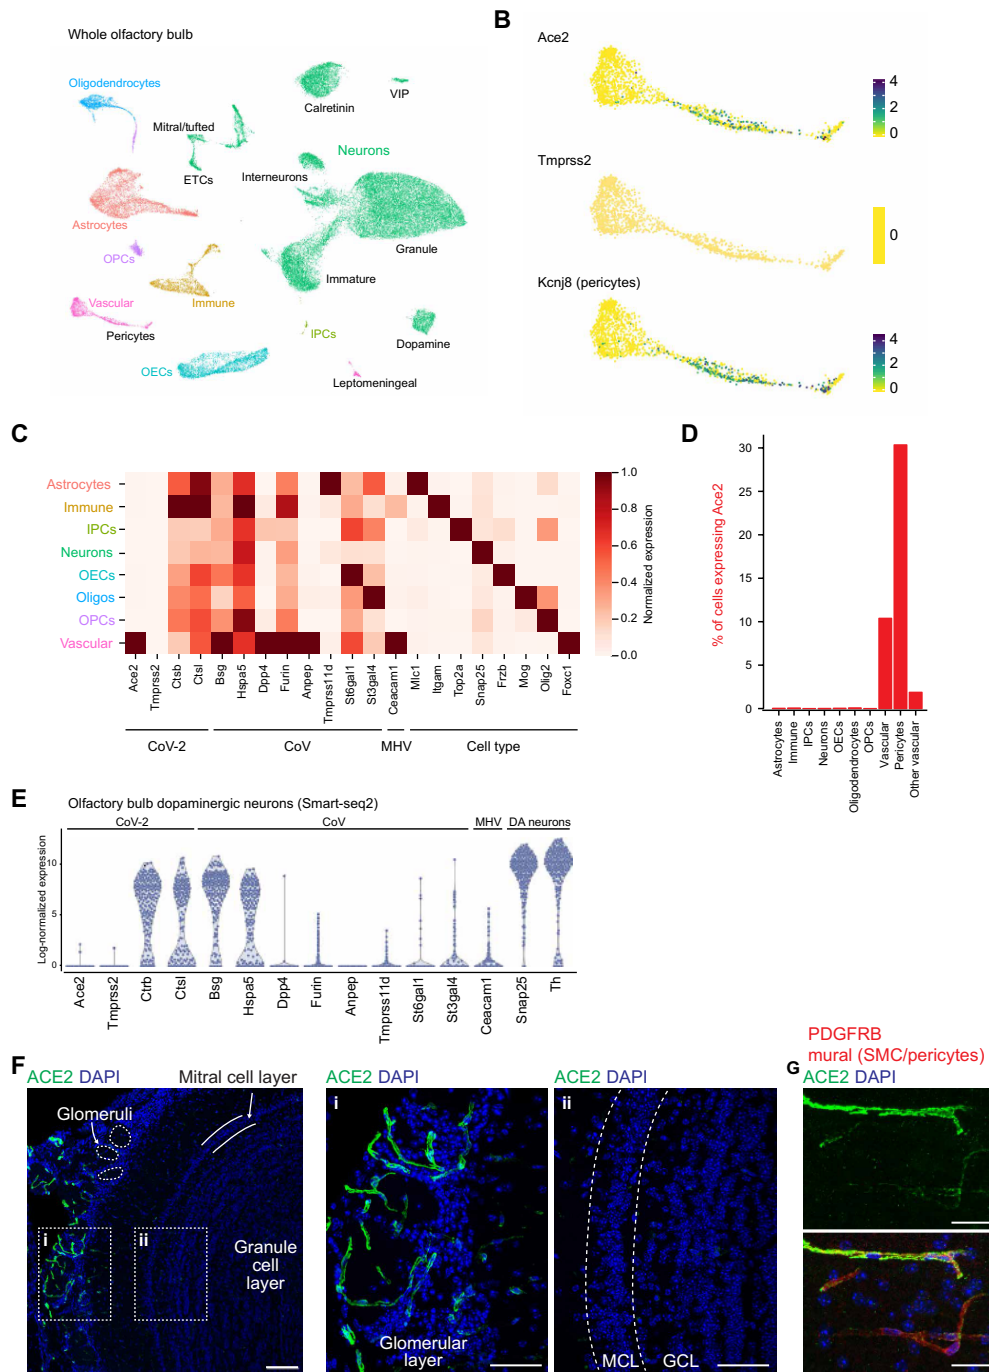 Whole olfactory bulb
Oligodendrocytes
Mitral/tufted
ETCs
Calretinin
VIP
Neurons
Interneurons
Astrocytes
OPCs
Granule
Immature
Vascular
Pericytes
Immune
IPCs
Dopamine
OECs
Leptomeningeal
B
Ace2
4
2
0
Tmprss2
0
Kcnj8 (pericytes)
4
2
0
C
Astrocytes
Immune
IPCs
Neurons
OECs
Oligos
OPCs
Vascular
1.0
0.8
0.6
0.4
0.2
0.0
Normalized expression
Ace2
Tmprss2
Ctsb
Ctsl
Bsg
Hspa5
Dpp4
Furin
Anpep
Tmprss11d
St6gal1
St3gal4
Ceacam1
Mlc1
Itgam
Top2a
Snap25
Frzb
Mog
Olig2
Foxc1
CoV-2
CoV
MHV
Cell type
D
% of cells expressing Ace2
30
25
20
15
10
5
0
Astrocytes
Immune
IPCs
Neurons
OECs
Oligodendrocytes
OPCs
Vascular
Pericytes
Other vascular
E
Olfactory bulb dopaminergic neurons (Smart-seq2)
CoV-2
CoV
MHV
DA neurons
Log-normalized expression
10
5
0
Ace2
Tmprss2
Ctrb
Ctsl
Bsg
Hspa5
Dpp4
Furin
Anpep
Tmprss11d
St6gal1
St3gal4
Ceacam1
Snap25
Th
F
ACE2 DAPI
Mitral cell layer
Glomeruli
i
ii
Granule
cell
layer
ACE2 DAPI
i
Glomerular
layer
ACE2 DAPI
ii
MCL
GCL
PDGFRB
mural (SMC/pericytes)
G
ACE2 DAPI